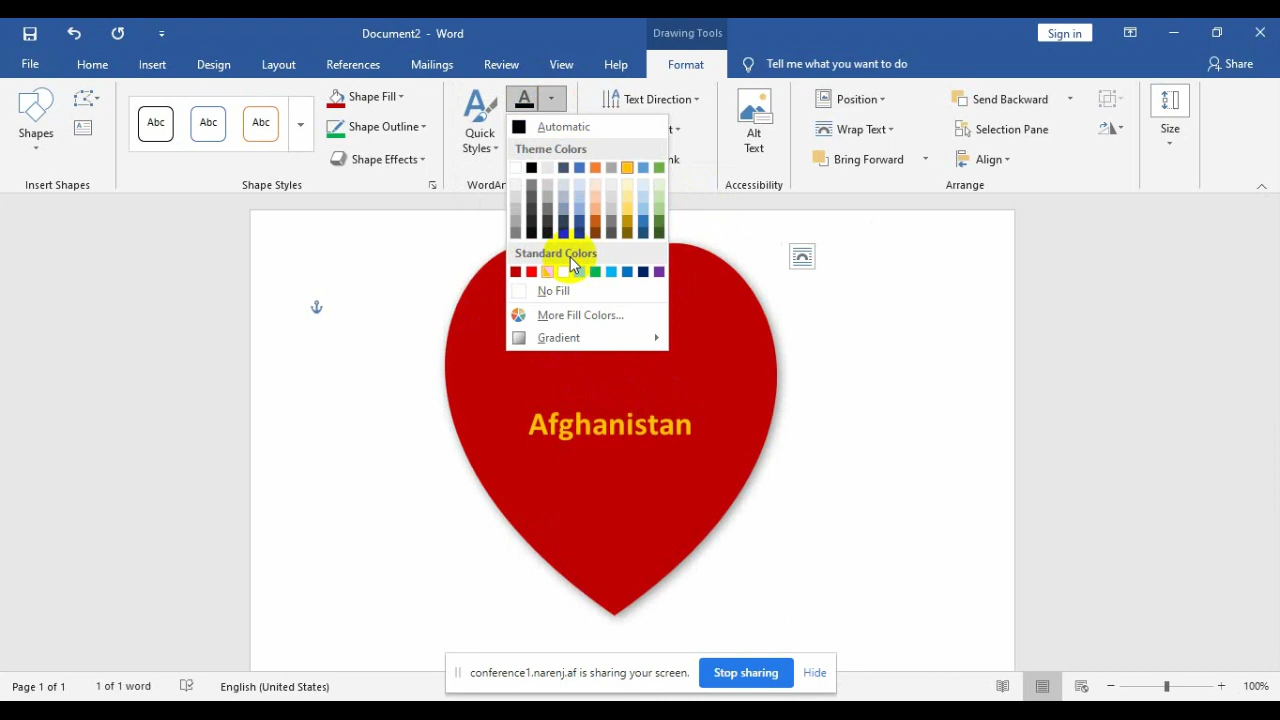 Document2 - Word
Drawing Tools
Sign in
File
Home
Insert
Design
Layout
References
Mailings
Review
View
Help
Format
Tell me what you want to do
Share
Shapes
Insert Shapes
Abc
Abc
Abc
Shape Fill
Shape Outline
Shape Effects
Shape Styles
Quick
Styles
WordA
A
Text Direction
nk
Alt
Text
Accessibility
Position
Wrap Text
Bring Forward
Send Backward
Selection Pane
Align
Arrange
Size
Automatic
Theme Colors
Standard Colors
No Fill
More Fill Colors...
Gradient
Afghanistan
conference1.narenj.af is sharing your screen.
Stop sharing
Hide
Page 1 of 1
1 of 1 word
English (United States)
100%